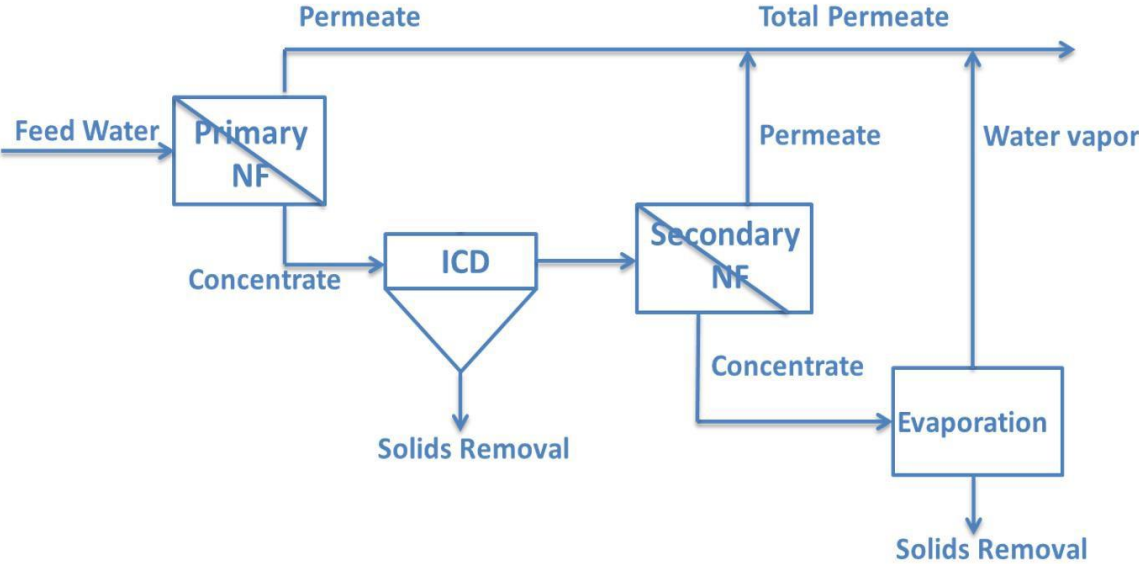 Permeate
Total Permeate
Feed Water
Primary
NF
Permeate
Water vapor
Concentrate
ICD
Secondary
NF
Concentrate
Evaporation
Solids Removal
Solids Removal